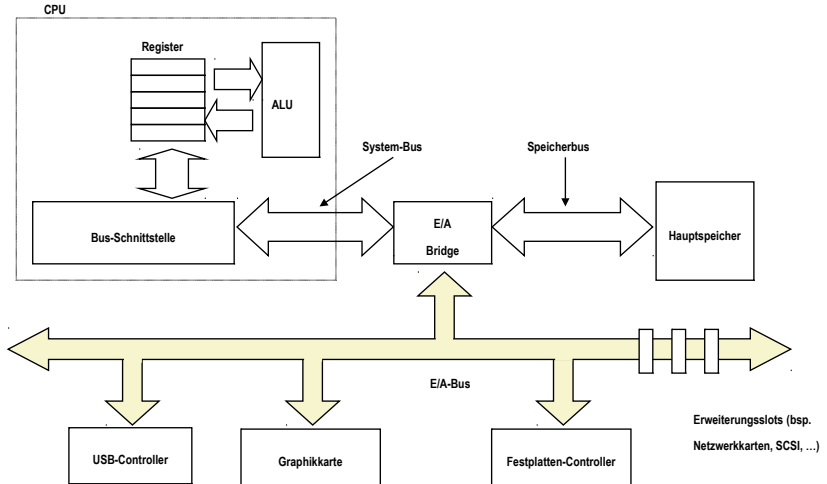 CPU
Register
ALU
System-Bus
Speicherbus
Bus-Schnittstelle
E/A
Bridge
Hauptspeicher
E/A-Bus
Erweiterungsslots (bsp.
Netzwerkkarten, SCSI, ...)
USB-Controller
Graphikkarte
Festplatten-Controller